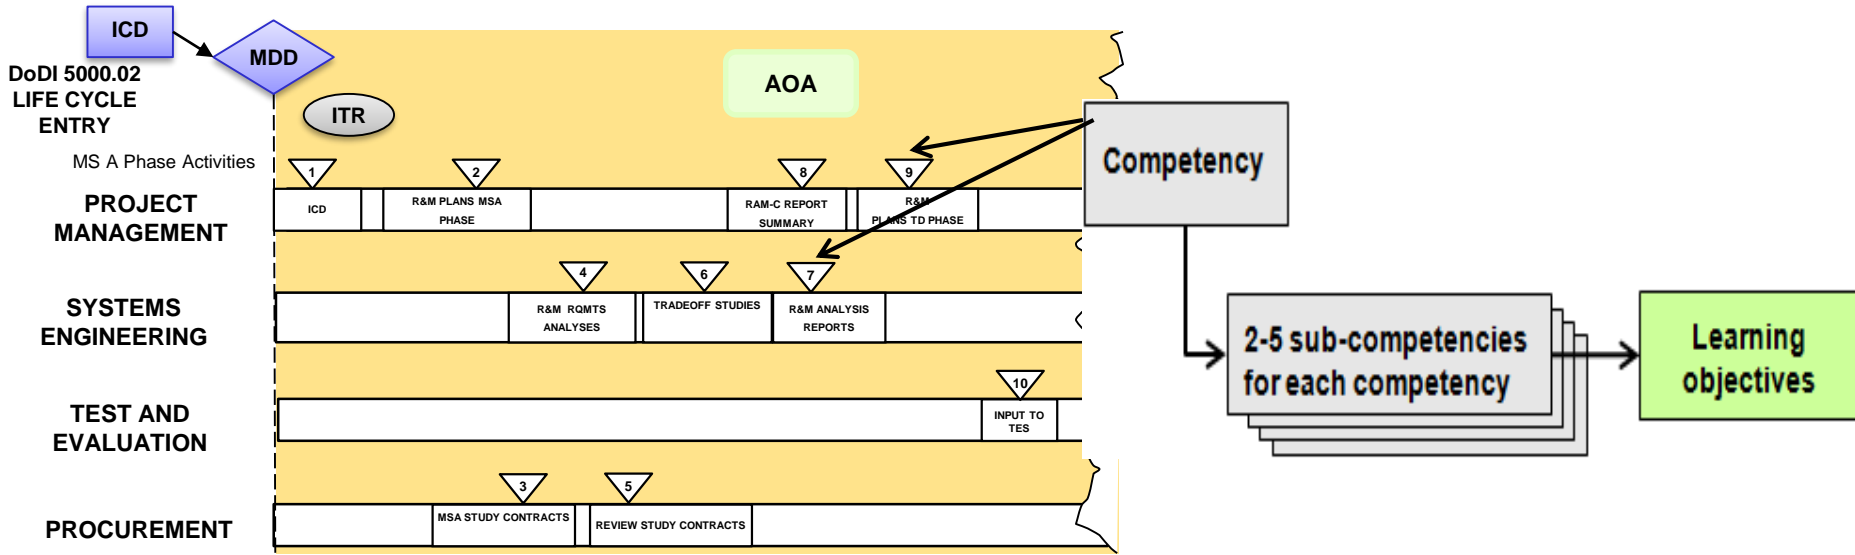 ICD
MDD
DoDI 5000.02
LIFE CYCLE
ENTRY
ITR
AOA
MS A Phase Activities
1
2
8
9
PROJECT
MANAGEMENT
ICD
R&M PLANS MSA
PHASE
RAM-C REPORT
SUMMARY
R&M
PLANS TD PHASE
4
6
7
SYSTEMS
ENGINEERING
R&M RQMTS
ANALYSES
TRADEOFF STUDIES
R&M ANALYSIS
REPORTS
10
TEST AND
EVALUATION
INPUT TO
TES
3
5
PROCUREMENT
MSA STUDY CONTRACTS
REVIEW STUDY CONTRACTS
Competency
2-5 sub-competencies
for each competency
Learning
objectives